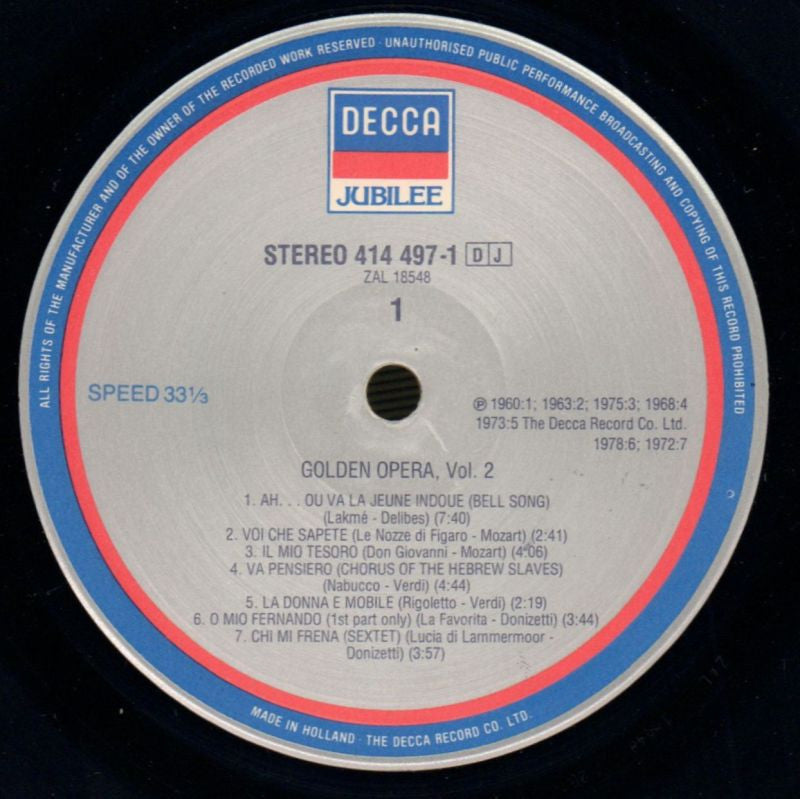 ALL RIGHTS OF THE MANUFACTURER AND OF THE OWNER OF THE RECORDED WORK RESERVED · UNAUTHORISED PUBLIC PERFORMANCE BROADCASTING AND COPYING OF THIS RECORD PROHIBITED
DECCA
JUBILEE
STEREO 414 497-1 DJ
ZAL 18548
1
SPEED 33⅓
℗ 1960:1; 1963:2; 1975:3; 1968:4
1973:5 The Decca Record Co. Ltd.
1978:6; 1972:7
GOLDEN OPERA, Vol. 2
1. AH. . . OU VA LA JEUNE INDOUE (BELL SONG)
(Lakmé - Delibes) (7:40)
2. VOI CHE SAPETE (Le Nozze di Figaro - Mozart) (2:41)
3. IL MIO TESORO (Don Giovanni - Mozart) (4:06)
4. VA PENSIERO (CHORUS OF THE HEBREW SLAVES)
(Nabucco - Verdi) (4:44)
5. LA DONNA E MOBILE (Rigoletto - Verdi) (2:19)
6. O MIO FERNANDO (1st part only) (La Favorita - Donizetti) (3:44)
7. CHI MI FRENA (SEXTET) (Lucia di Lammermoor -
Donizetti) (3:57)
MADE IN HOLLAND · THE DECCA RECORD CO. LTD.